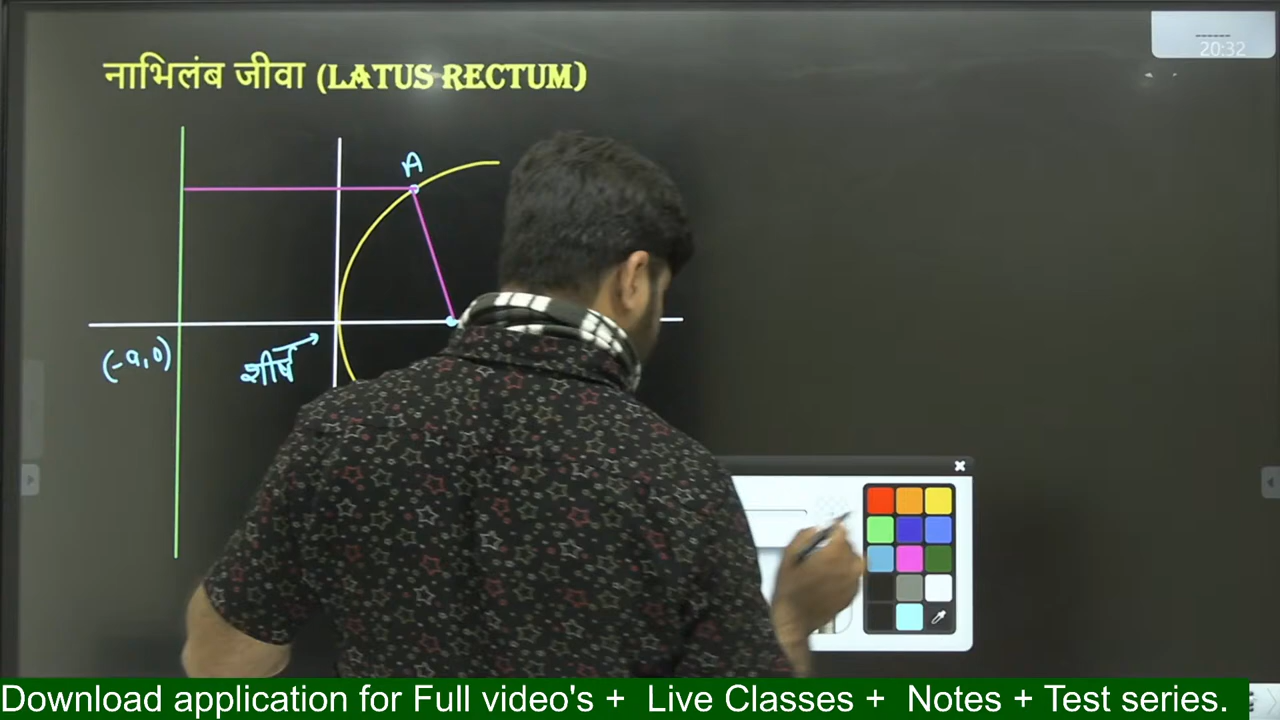 20:32
नाभिलंब जीवा (LATUS RECTUM)
A
(-a,0)
शीर्ष
Download application for Full video's + Live Classes + Notes + Test series.